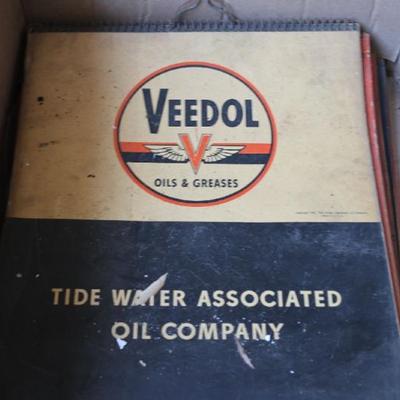 VEEDOL
V
OILS & GREASES
TIDE WATER ASSOCIATED
OIL COMPANY